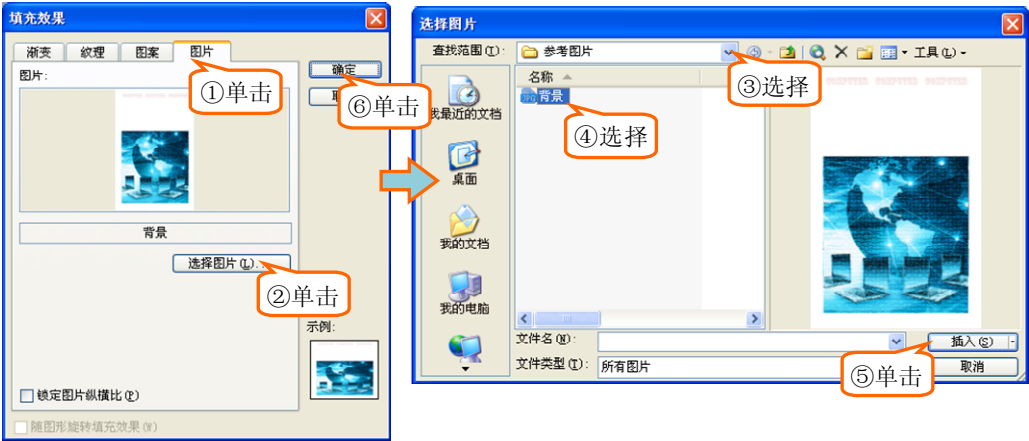 填充效果
渐变
纹理
图案
图片
图片:
确定
①单击
⑥单击
背景
选择图片(L)...
②单击
示例:
锁定图片纵横比(P)
随图形旋转填充效果(W)
选择图片
查找范围(I):
参考图片
工具(L)
③选择
名称
背景
④选择
我最近的文档
桌面
我的文档
我的电脑
文件名(N):
插入(S)
文件类型(T):
所有图片
⑤单击
取消